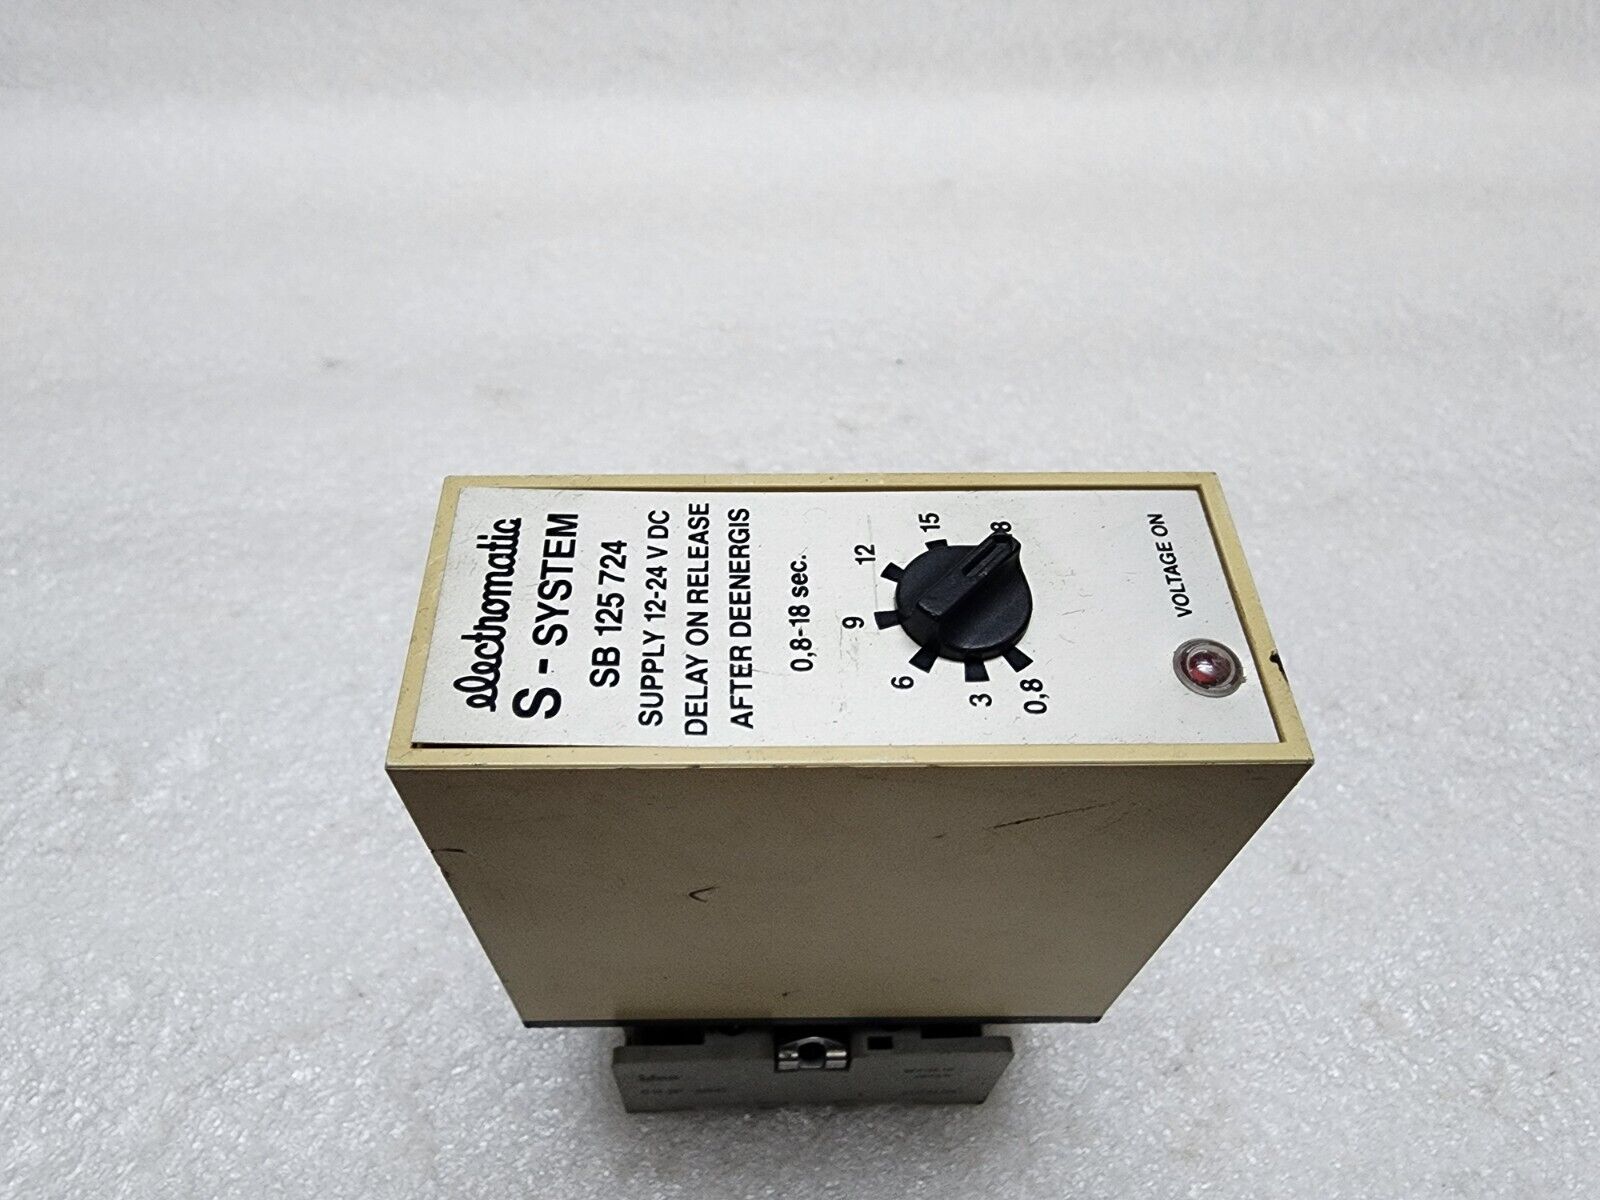 electromatic
S - SYSTEM
SB 125 724
SUPPLY 12-24 V DC
DELAY ON RELEASE
AFTER DEENERGIS
0,8-18 sec.
0,8
3
6
9
12
15
VOLTAGE ON